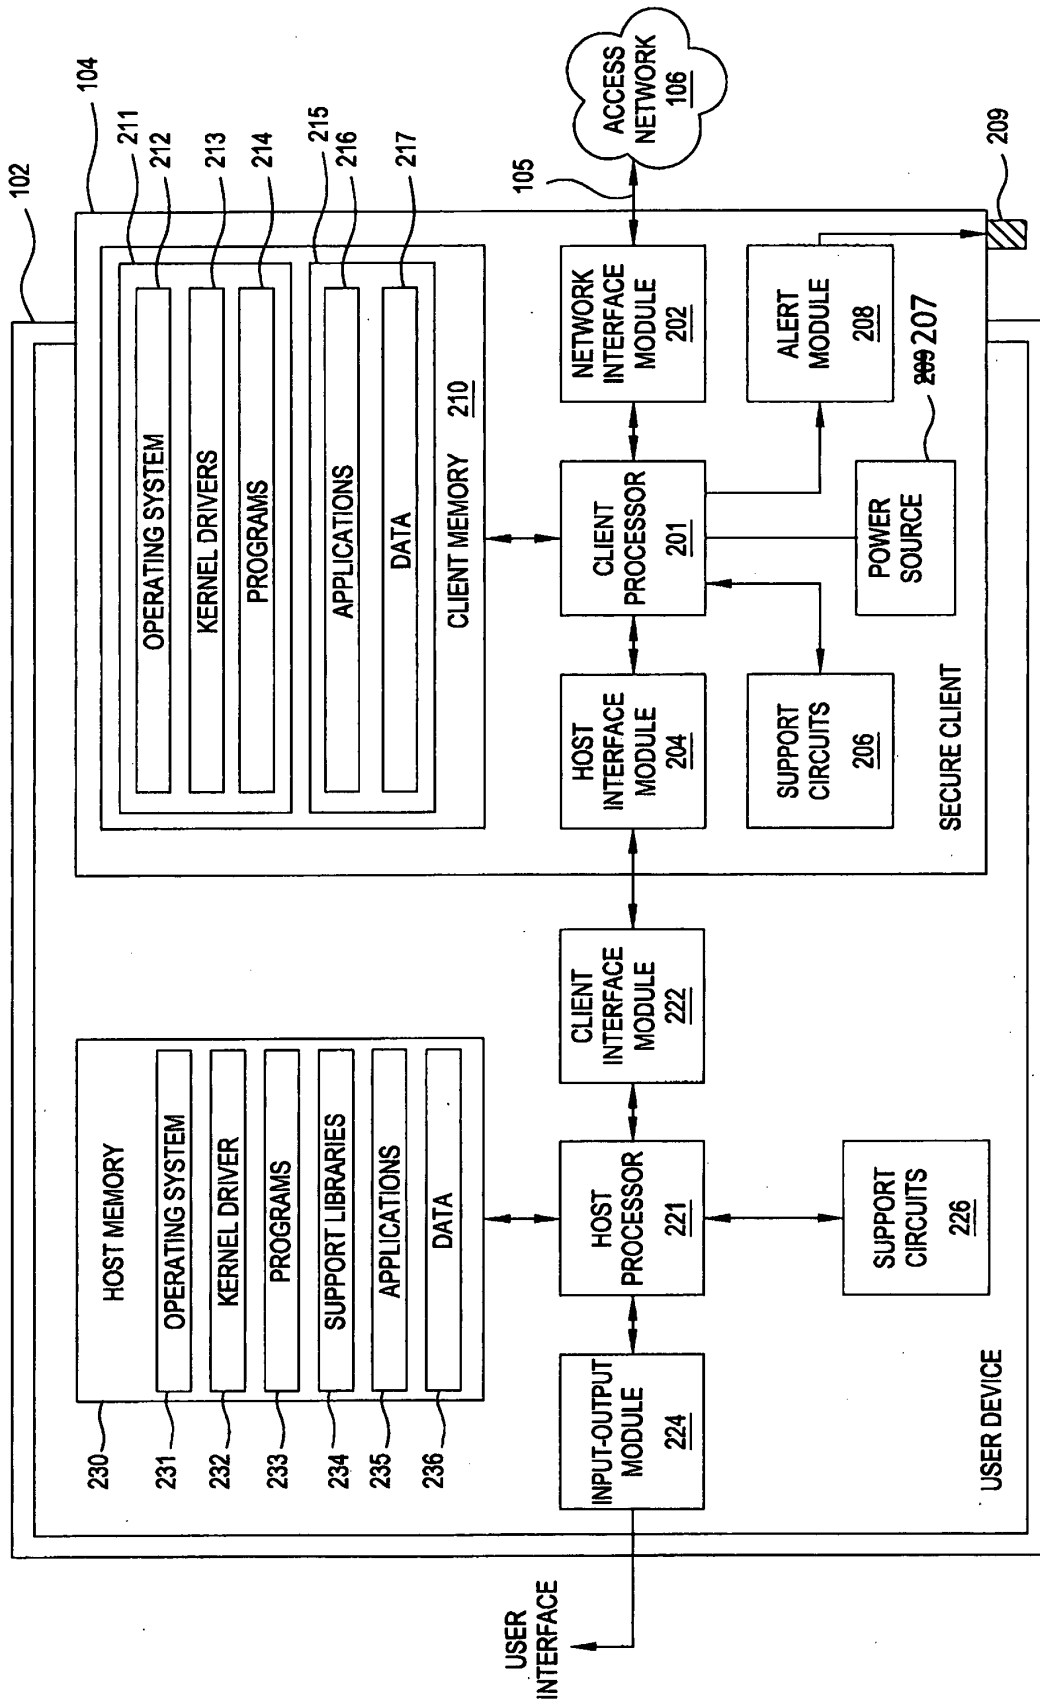 102
104
211
212
213
214
215
216
217
OPERATING SYSTEM
KERNEL DRIVERS
PROGRAMS
APPLICATIONS
DATA
CLIENT MEMORY 210
HOST
INTERFACE
MODULE
204
CLIENT
PROCESSOR
201
NETWORK
INTERFACE
MODULE
202
105
ACCESS
NETWORK
106
SUPPORT
CIRCUITS
206
POWER
SOURCE
209 207
ALERT
MODULE
208
209
SECURE CLIENT
230
231
232
233
234
235
236
HOST MEMORY
OPERATING SYSTEM
KERNEL DRIVER
PROGRAMS
SUPPORT LIBRARIES
APPLICATIONS
DATA
USER
INTERFACE
INPUT-OUTPUT
MODULE
224
HOST
PROCESSOR
221
CLIENT
INTERFACE
MODULE
222
SUPPORT
CIRCUITS
226
USER DEVICE